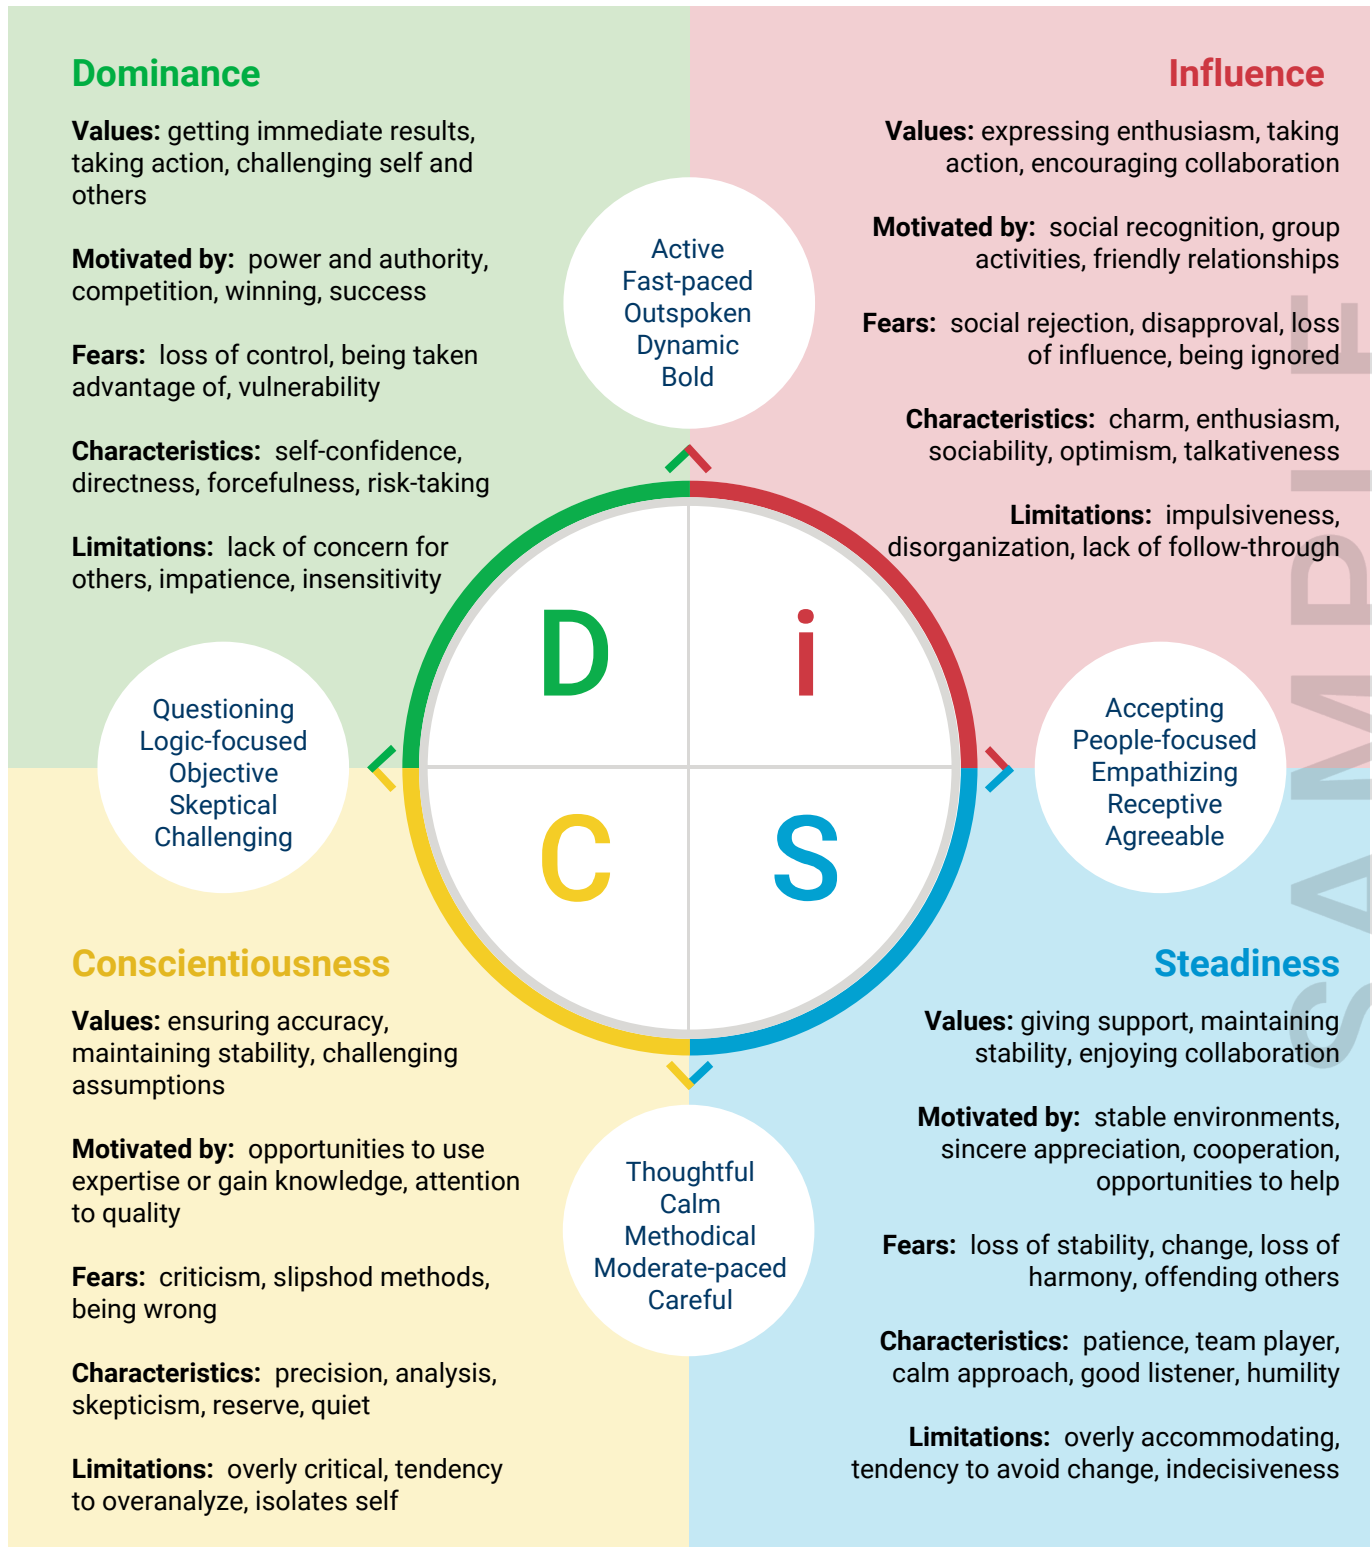 Dominance
Values: getting immediate results,
taking action, challenging self and
others
Motivated by: power and authority,
competition, winning, success
Fears: loss of control, being taken
advantage of, vulnerability
Characteristics: self-confidence,
directness, forcefulness, risk-taking
Limitations: lack of concern for
others, impatience, insensitivity
Influence
Values: expressing enthusiasm, taking
action, encouraging collaboration
Motivated by: social recognition, group
activities, friendly relationships
Fears: social rejection, disapproval, loss
of influence, being ignored
Characteristics: charm, enthusiasm,
sociability, optimism, talkativeness
Limitations: impulsiveness,
disorganization, lack of follow-through
Active
Fast-paced
Outspoken
Dynamic
Bold
Questioning
Logic-focused
Objective
Skeptical
Challenging
D
i
C
S
Accepting
People-focused
Empathizing
Receptive
Agreeable
Conscientiousness
Values: ensuring accuracy,
maintaining stability, challenging
assumptions
Motivated by: opportunities to use
expertise or gain knowledge, attention
to quality
Fears: criticism, slipshod methods,
being wrong
Characteristics: precision, analysis,
skepticism, reserve, quiet
Limitations: overly critical, tendency
to overanalyze, isolates self
Thoughtful
Calm
Methodical
Moderate-paced
Careful
Steadiness
Values: giving support, maintaining
stability, enjoying collaboration
Motivated by: stable environments,
sincere appreciation, cooperation,
opportunities to help
Fears: loss of stability, change, loss of
harmony, offending others
Characteristics: patience, team player,
calm approach, good listener, humility
Limitations: overly accommodating,
tendency to avoid change, indecisiveness
SAMPLE